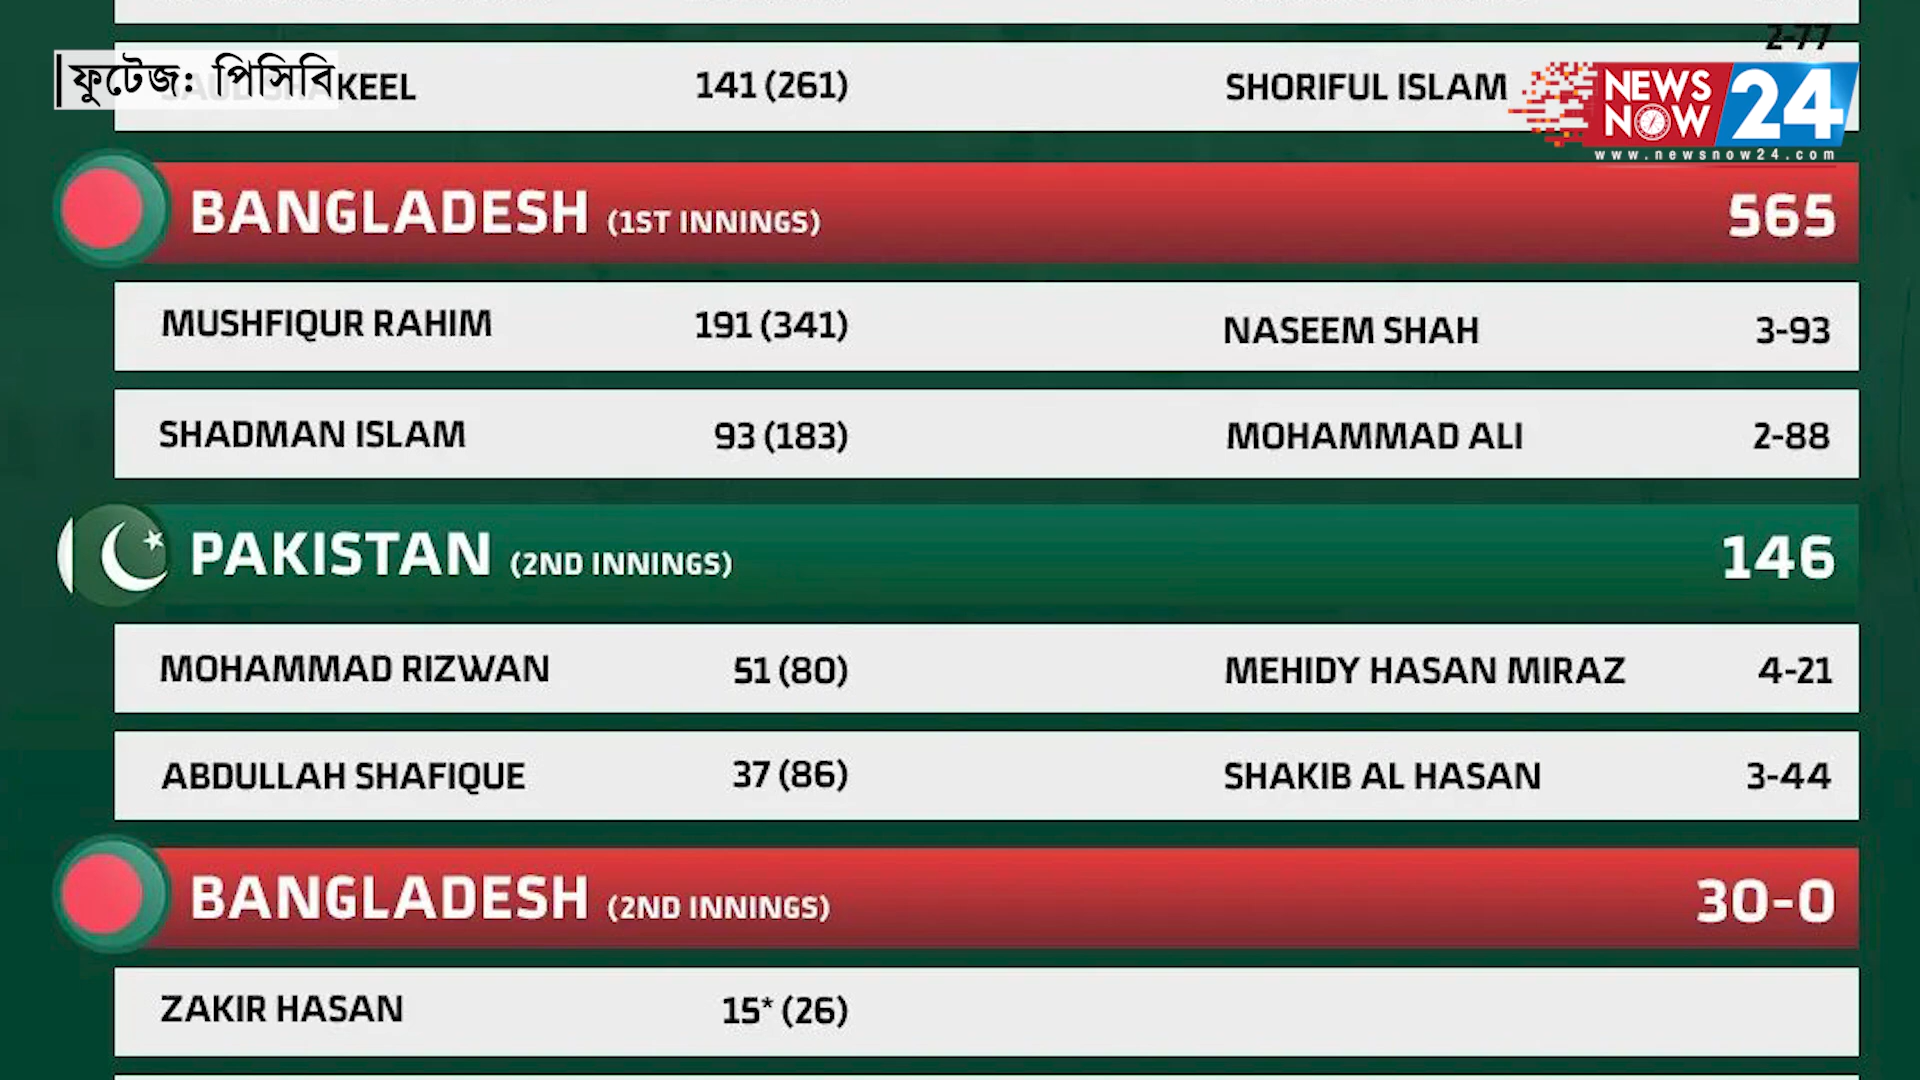 2-77
|ফুটেজ: পিসিবি
KEEL 141 (261) SHORIFUL ISLAM
NEWS NOW 24
www.newsnow24.com
BANGLADESH (1ST INNINGS) 565
MUSHFIQUR RAHIM 191 (341) NASEEM SHAH 3-93
SHADMAN ISLAM 93 (183) MOHAMMAD ALI 2-88
PAKISTAN (2ND INNINGS) 146
MOHAMMAD RIZWAN 51 (80) MEHIDY HASAN MIRAZ 4-21
ABDULLAH SHAFIQUE 37 (86) SHAKIB AL HASAN 3-44
BANGLADESH (2ND INNINGS) 30-0
ZAKIR HASAN 15* (26)